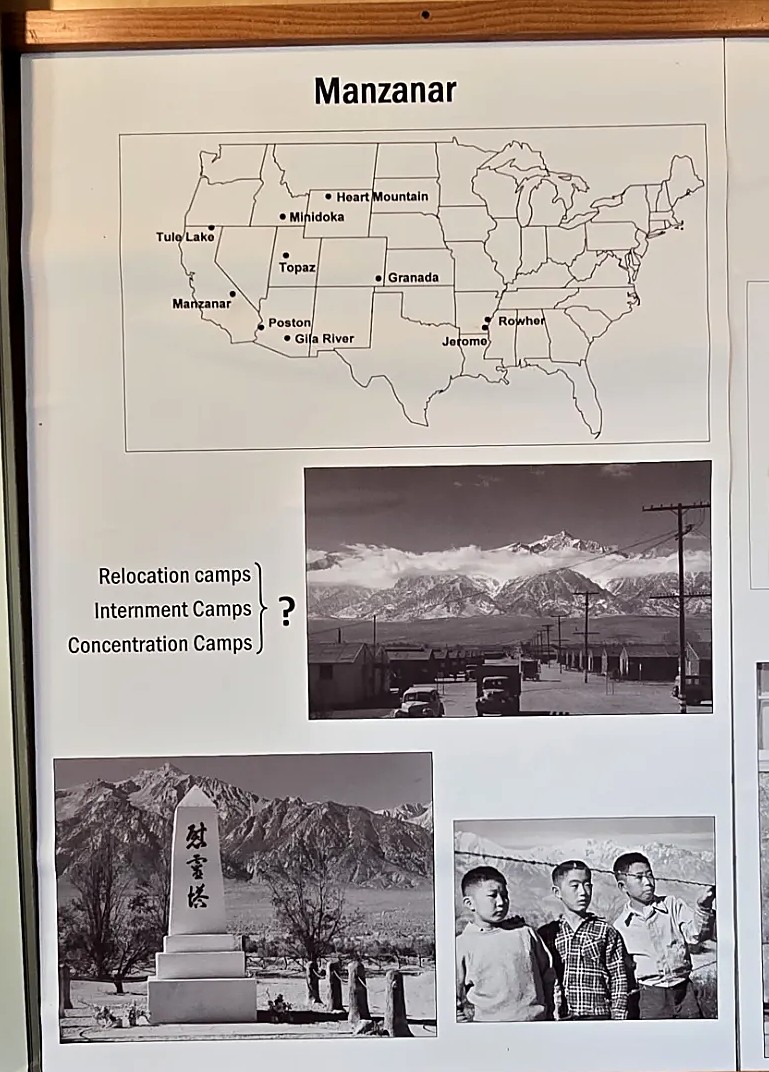 Manzanar
Heart Mountain
Minidoka
Tule Lake
Topaz
Granada
Manzanar
Poston
Gila River
Rowher
Jerome
Relocation camps
Internment Camps
Concentration Camps
?
慰
霊
塔